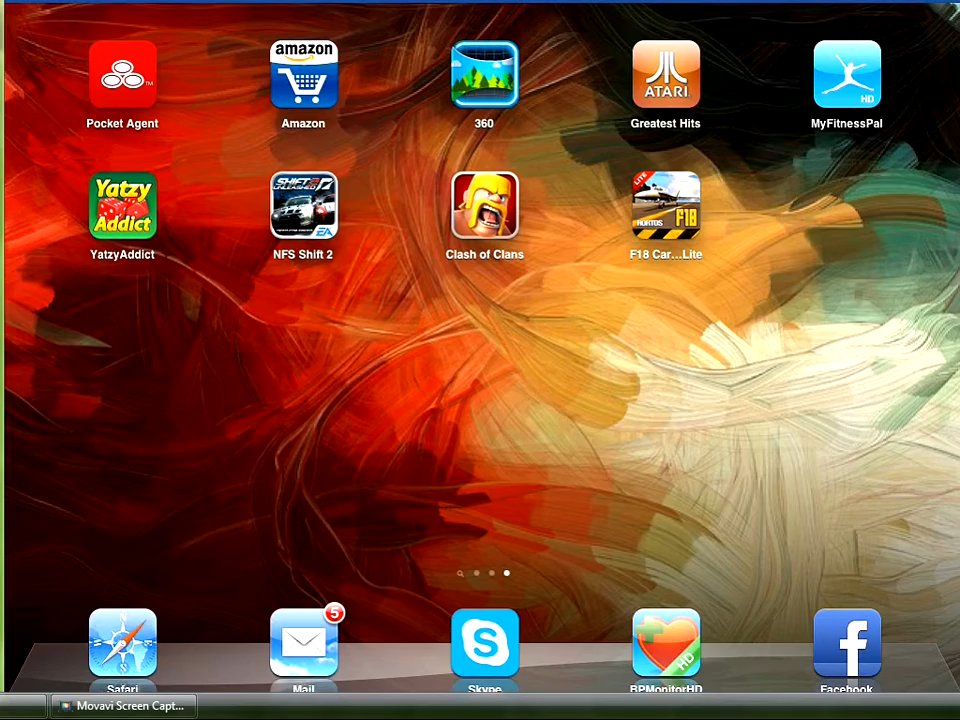 Pocket Agent
amazon
Amazon
360
ATARI
Greatest Hits
HD
MyFitnessPal
Yatzy
Addict
YatzyAddict
SHIFT 2
UNLEASHED
EA
NFS Shift 2
Clash of Clans
LITE
F18
F18 Car...Lite
Safari
5
Mail
S
Skype
HD
BPMonitorHD
f
Facebook
Movavi Screen Capt...